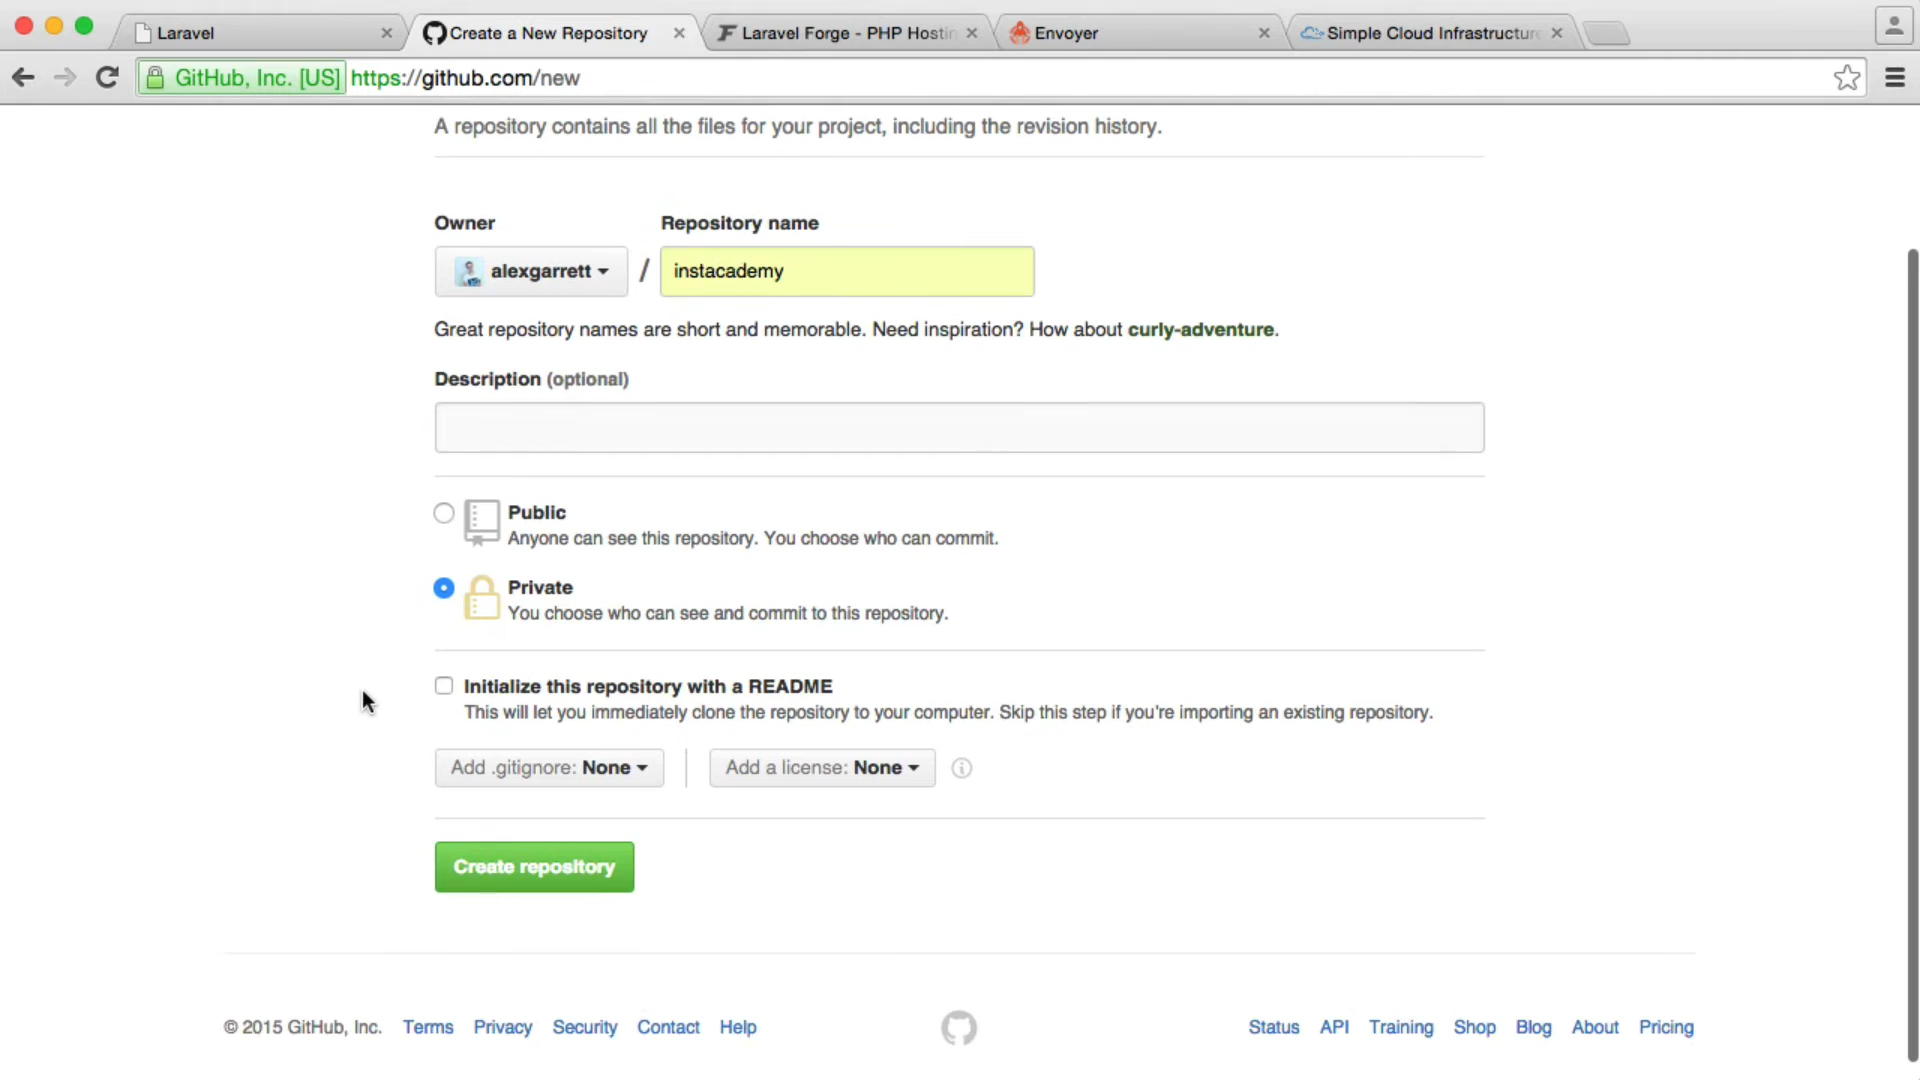 Laravel
Create a New Repository
Laravel Forge - PHP Hostin
Envoyer
Simple Cloud Infrastructure
GitHub, Inc. [US] https://github.com/new
A repository contains all the files for your project, including the revision history.
Owner Repository name
alexgarrett / instacademy
Great repository names are short and memorable. Need inspiration? How about curly-adventure.
Description (optional)
Public
Anyone can see this repository. You choose who can commit.
Private
You choose who can see and commit to this repository.
Initialize this repository with a README
This will let you immediately clone the repository to your computer. Skip this step if you're importing an existing repository.
Add .gitignore: None Add a license: None
Create repository
© 2015 GitHub, Inc. Terms Privacy Security Contact Help Status API Training Shop Blog About Pricing